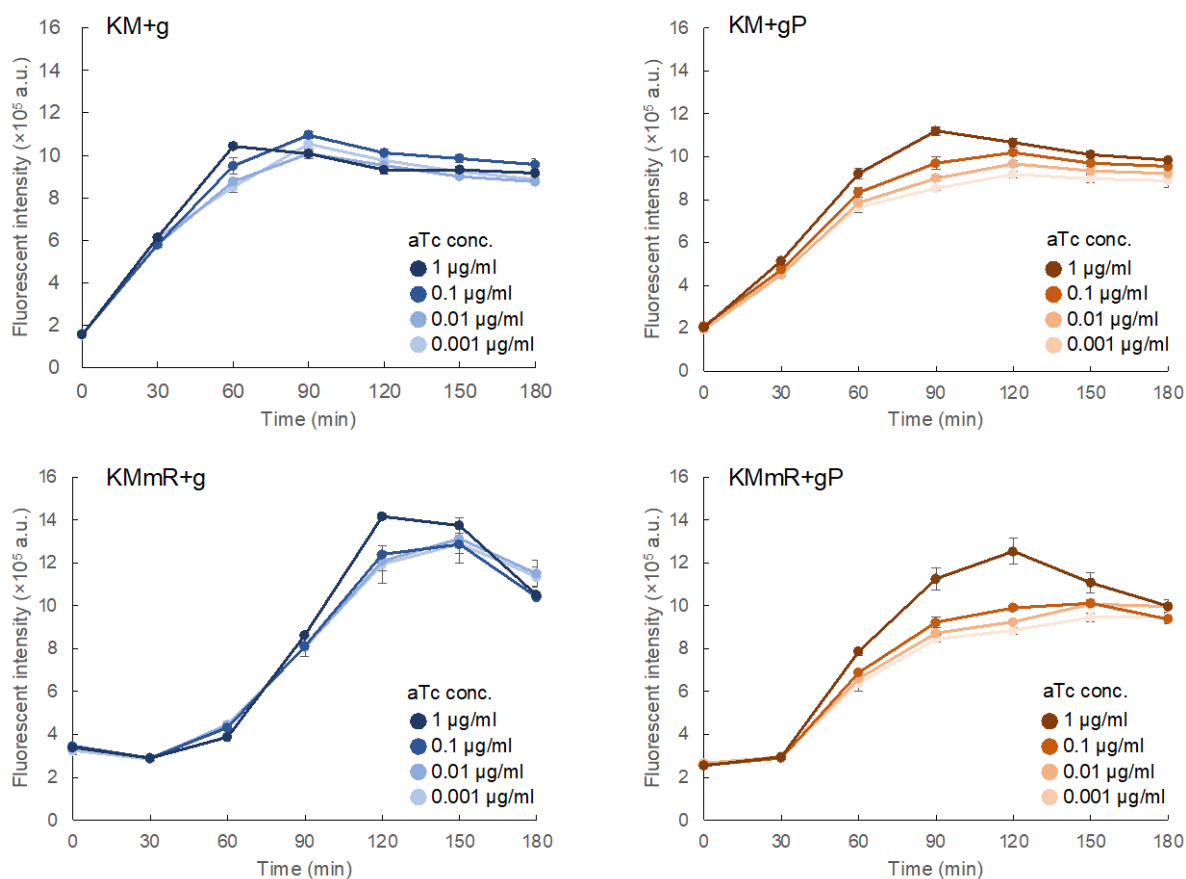 KM+g
Fluorescent intensity (×10⁵ a.u.)
16
14
12
10
8
6
4
2
0
aTc conc.
1 µg/ml
0.1 µg/ml
0.01 µg/ml
0.001 µg/ml
0 30 60 90 120 150 180
Time (min)
KM+gP
Fluorescent intensity (×10⁵ a.u.)
16
14
12
10
8
6
4
2
0
aTc conc.
1 µg/ml
0.1 µg/ml
0.01 µg/ml
0.001 µg/ml
0 30 60 90 120 150 180
Time (min)
KMmR+g
Fluorescent intensity (×10⁵ a.u.)
16
14
12
10
8
6
4
2
0
aTc conc.
1 µg/ml
0.1 µg/ml
0.01 µg/ml
0.001 µg/ml
0 30 60 90 120 150 180
Time (min)
KMmR+gP
Fluorescent intensity (×10⁵ a.u.)
16
14
12
10
8
6
4
2
0
aTc conc.
1 µg/ml
0.1 µg/ml
0.01 µg/ml
0.001 µg/ml
0 30 60 90 120 150 180
Time (min)